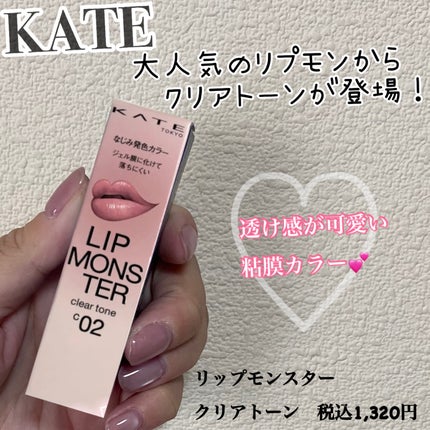 KATE
大人気のリプモンから
クリアトーンが登場！
KATE
TOKYO
なじみ発色カラー
ジェル膜に化けて
落ちにくい
LIP
MONS
TER
clear tone
c02
透け感が可愛い
粘膜カラー💕
リップモンスター
クリアトーン　税込1,320円